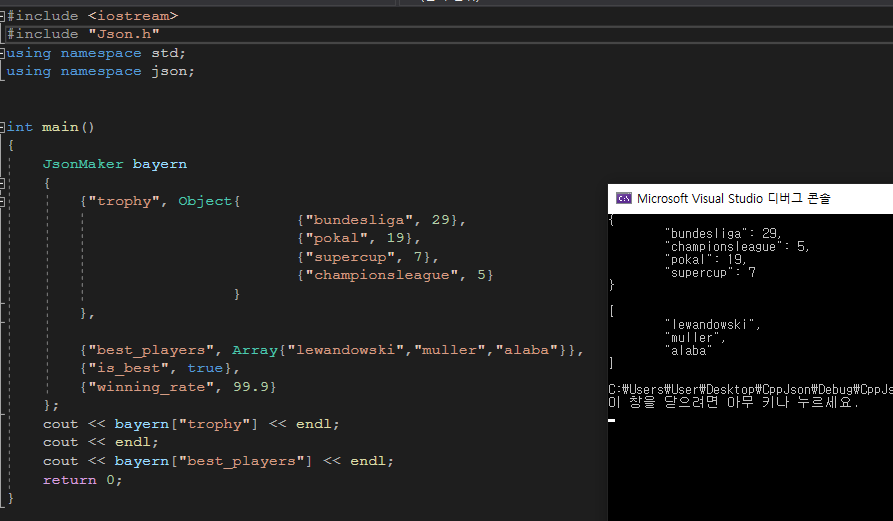 #include <iostream>
#include "Json.h"
using namespace std;
using namespace json;
int main()
{
JsonMaker bayern
{
{"trophy", Object{
{"bundesliga", 29},
{"pokal", 19},
{"supercup", 7},
{"championsleague", 5}
}
},
{"best_players", Array{"lewandowski","muller","alaba"}},
{"is_best", true},
{"winning_rate", 99.9}
};
cout << bayern["trophy"] << endl;
cout << endl;
cout << bayern["best_players"] << endl;
return 0;
}
Microsoft Visual Studio 디버그 콘솔
{
"bundesliga": 29,
"championsleague": 5,
"pokal": 19,
"supercup": 7
}
[
"lewandowski",
"muller",
"alaba"
]
C:₩Users₩User₩Desktop₩CppJson₩Debug₩CppJs
이 창을 닫으려면 아무 키나 누르세요.